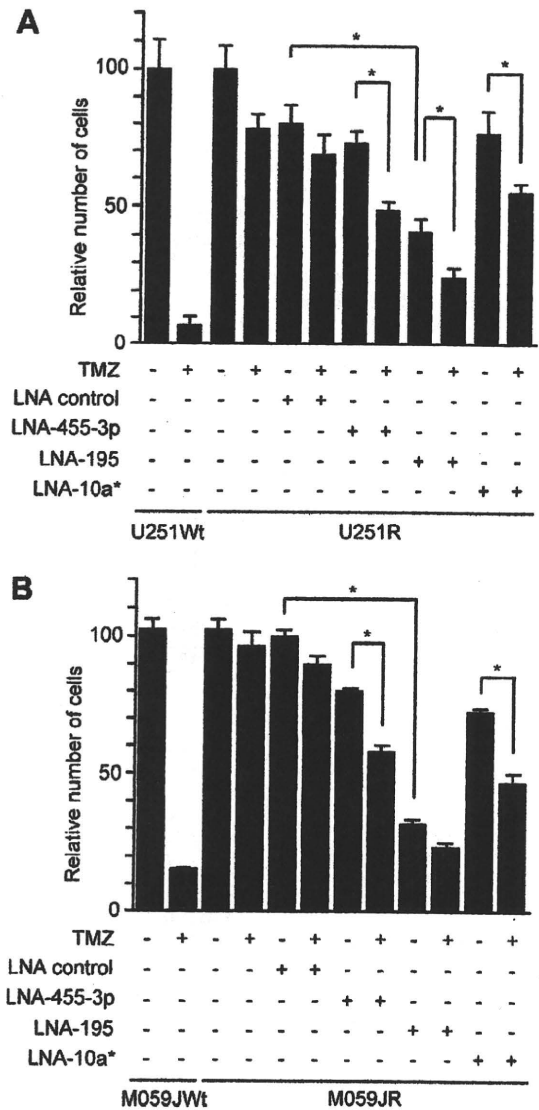 A
Relative number of cells
100
50
0
* * * *
TMZ - + - + - + - + - + - +
LNA control - - - - + + - - - - - -
LNA-455-3p - - - - - - + + - - - -
LNA-195 - - - - - - - - + + - -
LNA-10a* - - - - - - - - - - + +
U251Wt U251R
B
Relative number of cells
100
50
0
* * *
TMZ - + - + - + - + - + - +
LNA control - - - - + + - - - - - -
LNA-455-3p - - - - - - + + - - - -
LNA-195 - - - - - - - - + + - -
LNA-10a* - - - - - - - - - - + +
M059JWt M059JR